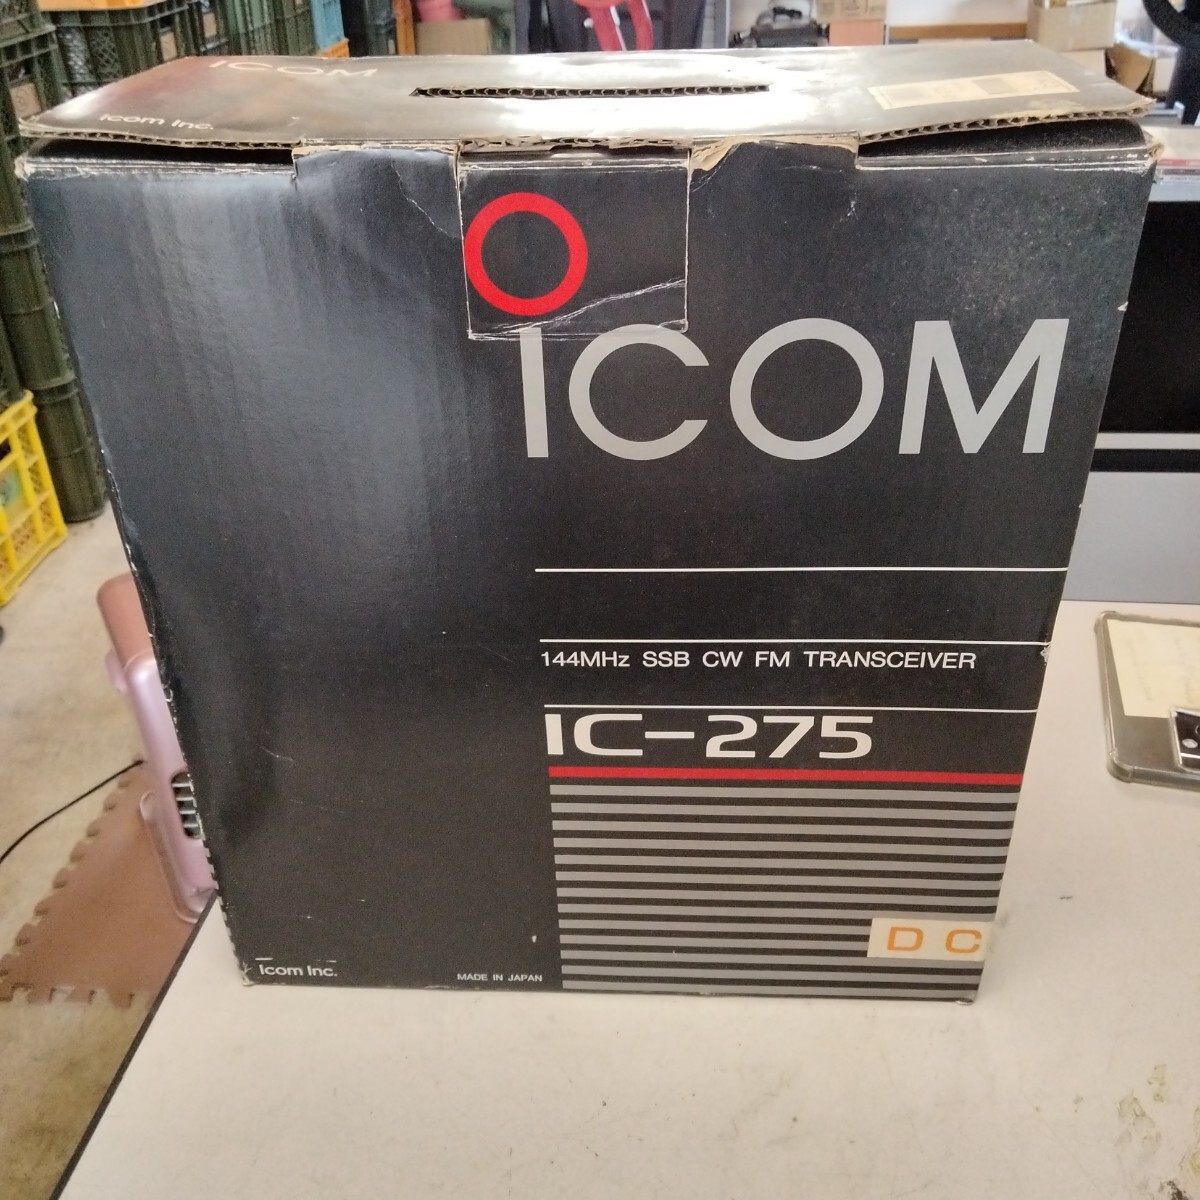 ICOM
Icom Inc.
ICOM
144MHz SSB CW FM TRANSCEIVER
IC-275
DC
Icom Inc.
MADE IN JAPAN